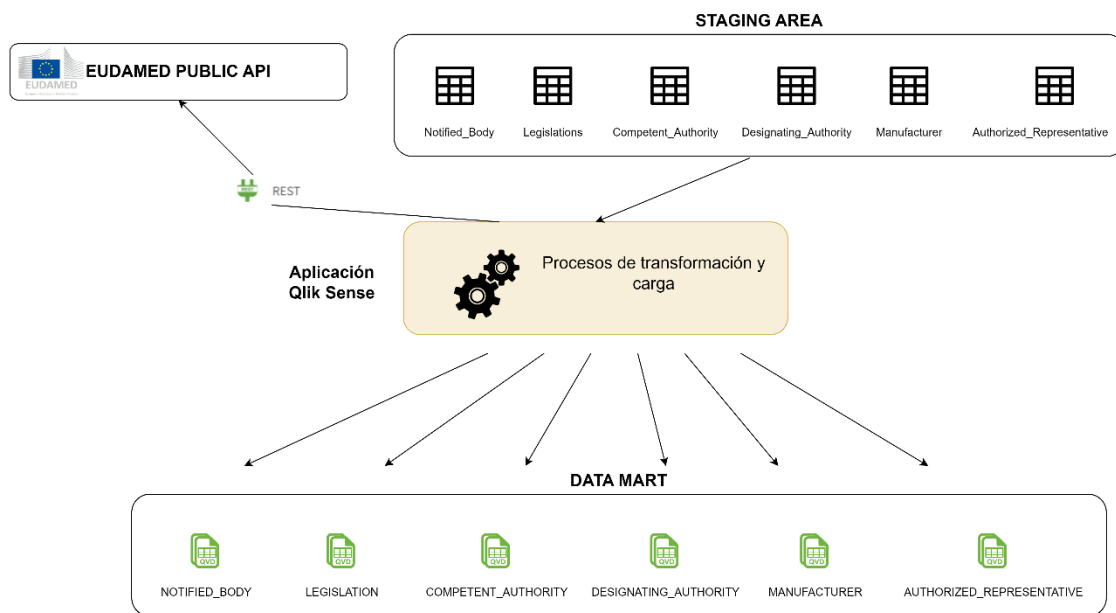 STAGING AREA
EUDAMED PUBLIC API
EUDAMED
Notified_Body
Legislations
Competent_Authority
Designating_Authority
Manufacturer
Authorized_Representative
REST
REST
Aplicación
Qlik Sense
Procesos de transformación y
carga
DATA MART
QVD
QVD
QVD
QVD
QVD
QVD
NOTIFIED_BODY
LEGISLATION
COMPETENT_AUTHORITY
DESIGNATING_AUTHORITY
MANUFACTURER
AUTHORIZED_REPRESENTATIVE